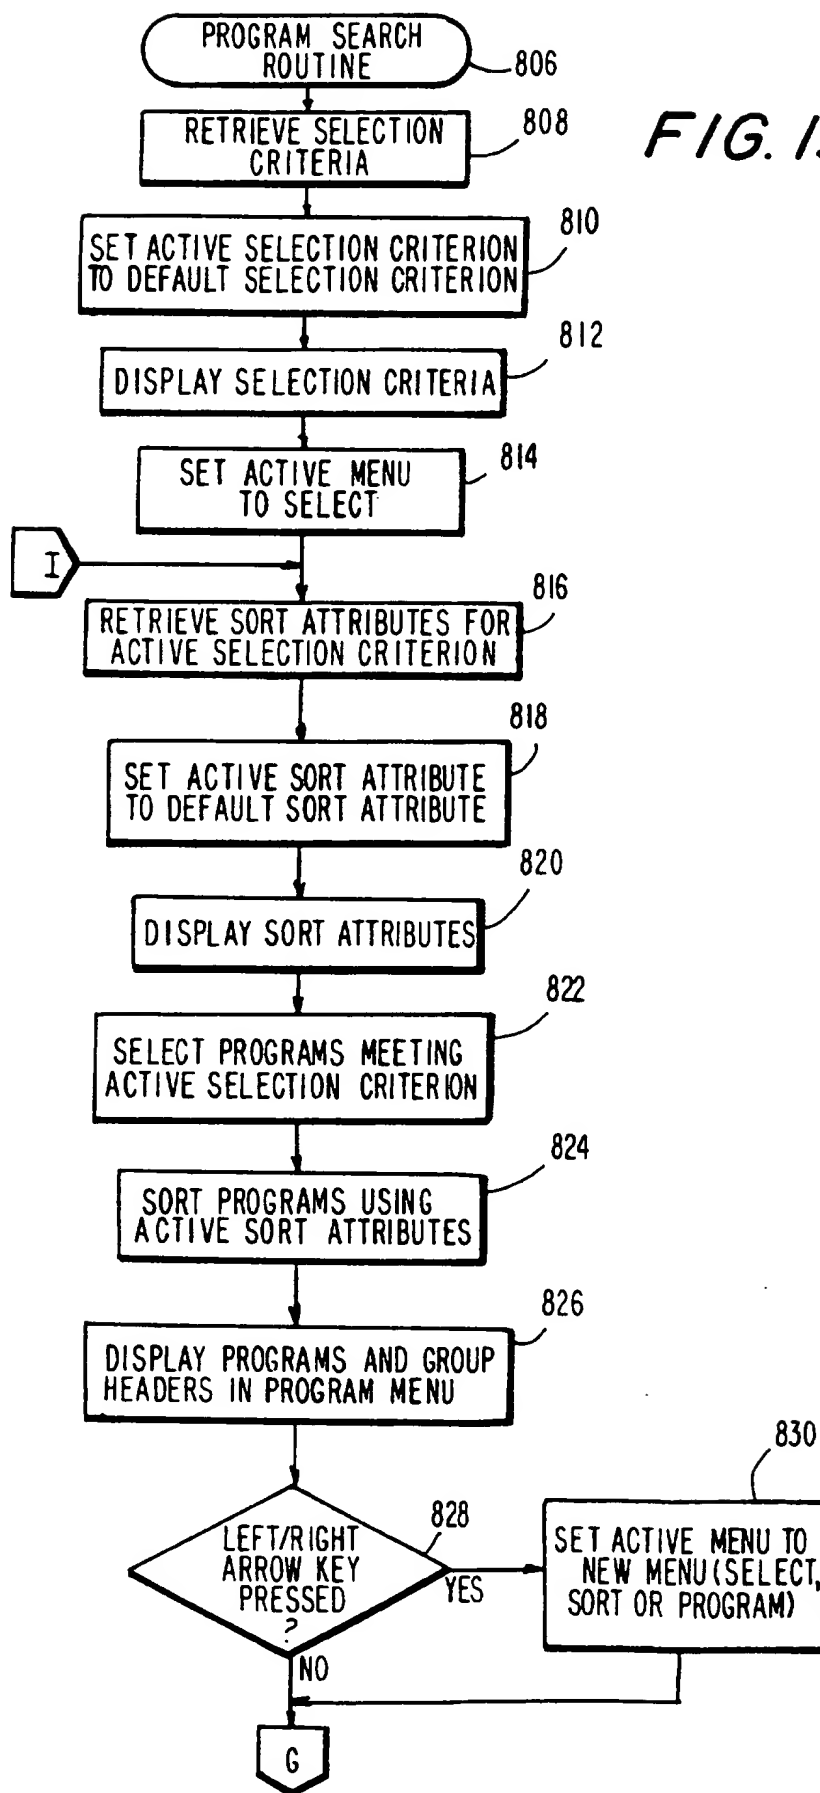 PROGRAM SEARCH
ROUTINE
806
FIG. 1
RETRIEVE SELECTION
CRITERIA
808
SET ACTIVE SELECTION CRITERION
TO DEFAULT SELECTION CRITERION
810
DISPLAY SELECTION CRITERIA
812
SET ACTIVE MENU
TO SELECT
814
I
RETRIEVE SORT ATTRIBUTES FOR
ACTIVE SELECTION CRITERION
816
SET ACTIVE SORT ATTRIBUTE
TO DEFAULT SORT ATTRIBUTE
818
DISPLAY SORT ATTRIBUTES
820
SELECT PROGRAMS MEETING
ACTIVE SELECTION CRITERION
822
SORT PROGRAMS USING
ACTIVE SORT ATTRIBUTES
824
DISPLAY PROGRAMS AND GROUP
HEADERS IN PROGRAM MENU
826
LEFT/RIGHT
ARROW KEY
PRESSED
?
828
YES
SET ACTIVE MENU TO
NEW MENU (SELECT,
SORT OR PROGRAM)
830
NO
G